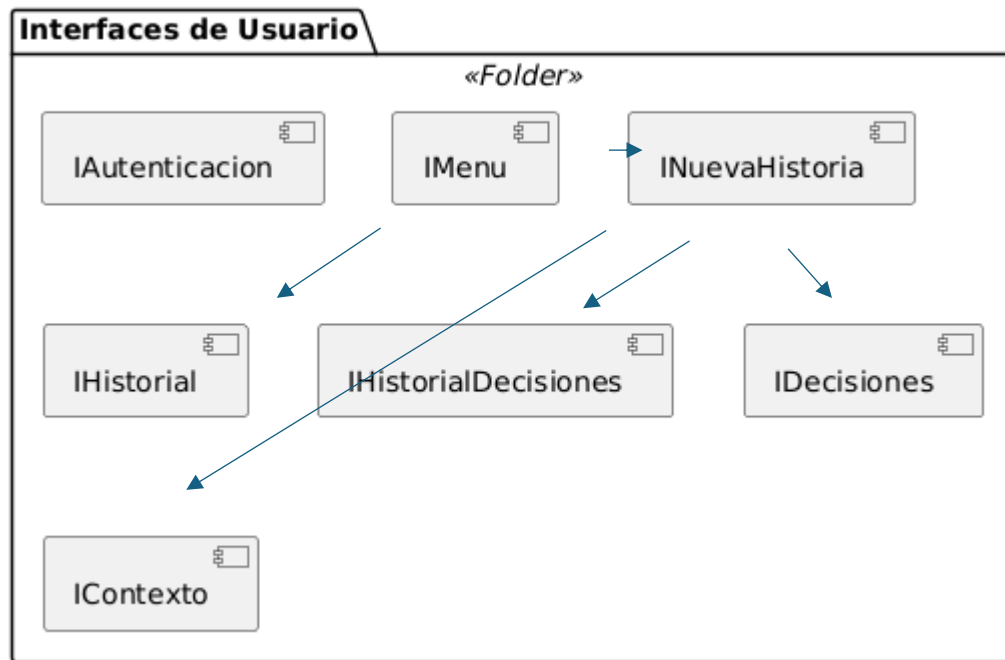 Interfaces de Usuario
«Folder»
IAutenticacion
IMenu
INuevaHistoria
IHistorial
IHistorialDecisiones
IDecisiones
IContexto